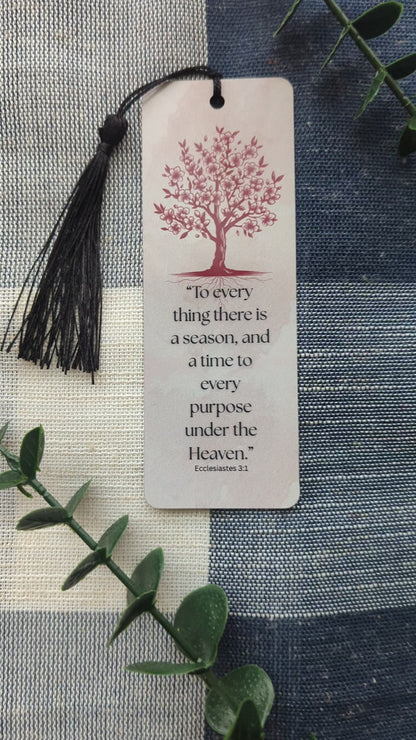 “To every
thing there is
a season, and
a time to
every
purpose
under the
Heaven.”
Ecclesiastes 3:1